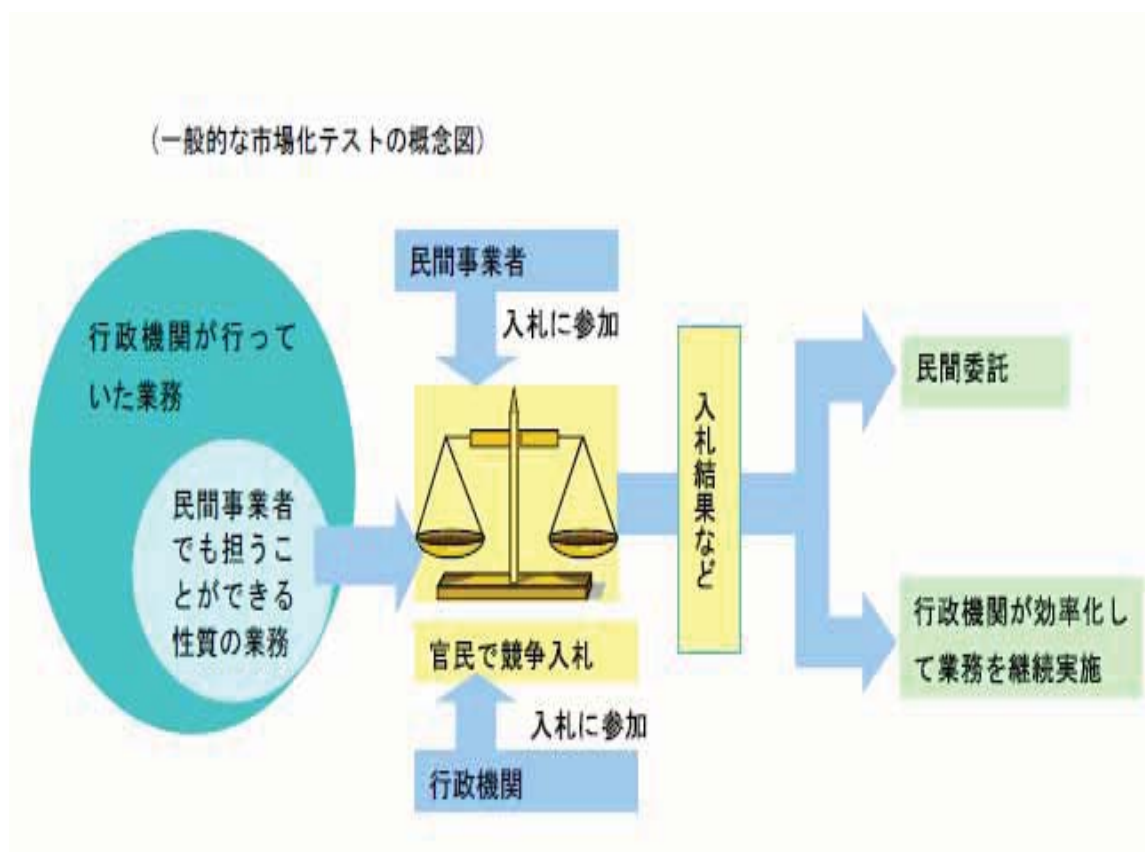 （一般的な市場化テストの概念図）
行政機関が行って
いた業務
民間事業者
でも担うこ
とができる
性質の業務
民間事業者
入札に参加
官民で競争入札
入札に参加
行政機関
入札結果など
民間委託
行政機関が効率化し
て業務を継続実施